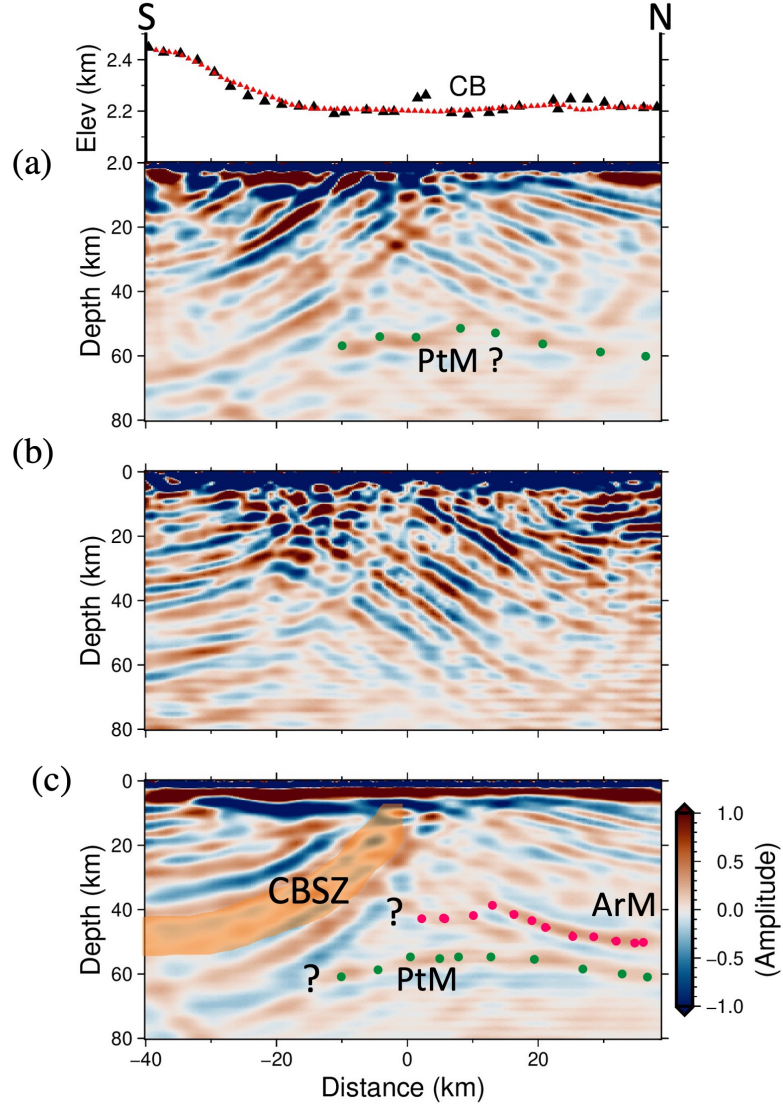 S N
2.4
2.2
2.0
Elev (km)
CB
(a)
20
40
60
80
Depth (km)
PtM ?
(b)
0
20
40
60
80
Depth (km)
(c)
0
20
40
60
80
Depth (km)
CBSZ
?
ArM
?
PtM
1.0
0.5
0.0
−0.5
−1.0
(Amplitude)
−40 −20 0 20
Distance (km)